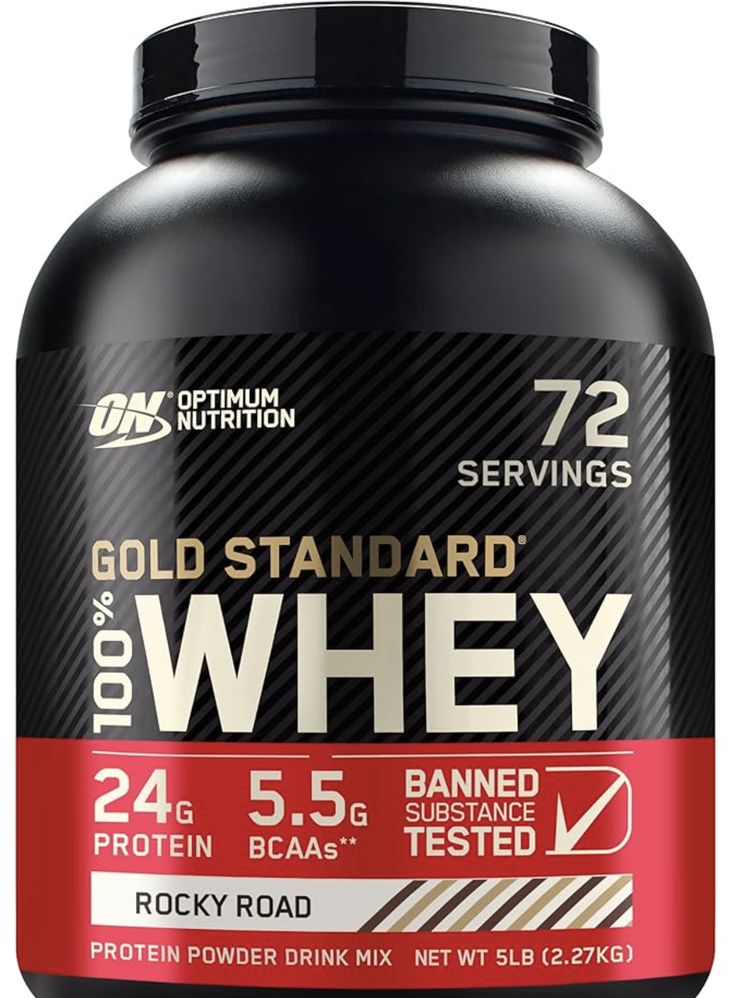 ON® OPTIMUM
NUTRITION
72
SERVINGS
GOLD STANDARD®
100% WHEY
24G
PROTEIN
5.5G
BCAAs**
BANNED
SUBSTANCE
TESTED
ROCKY ROAD
PROTEIN POWDER DRINK MIX NET WT 5LB (2.27KG)